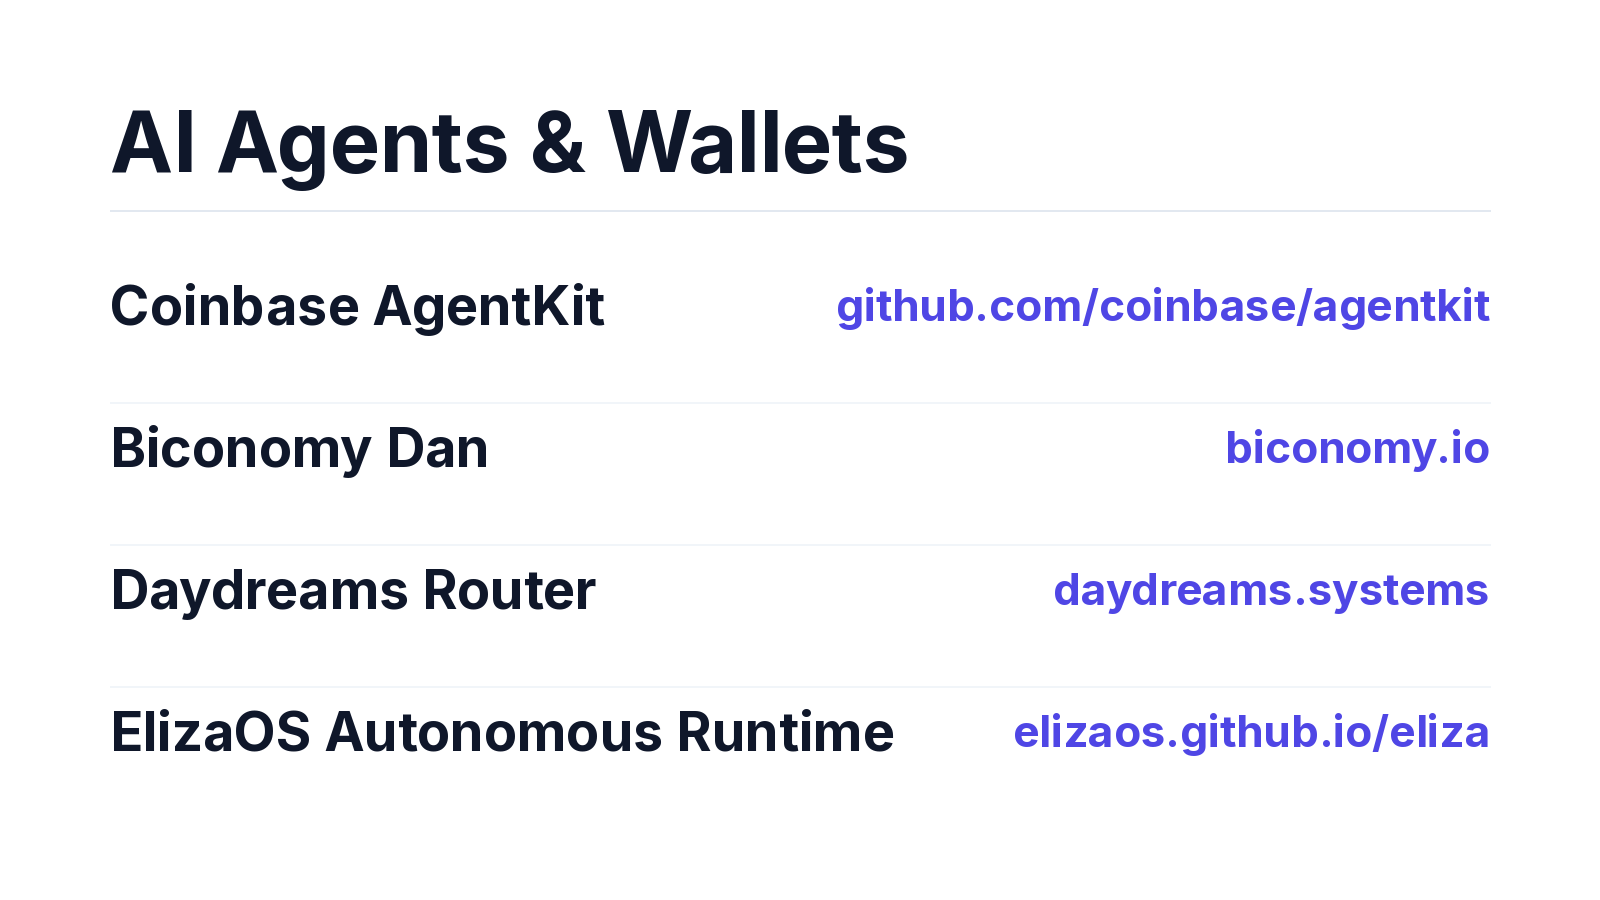 AI Agents & Wallets
Coinbase AgentKit github.com/coinbase/agentkit
Biconomy Dan biconomy.io
Daydreams Router daydreams.systems
ElizaOS Autonomous Runtime elizaos.github.io/eliza